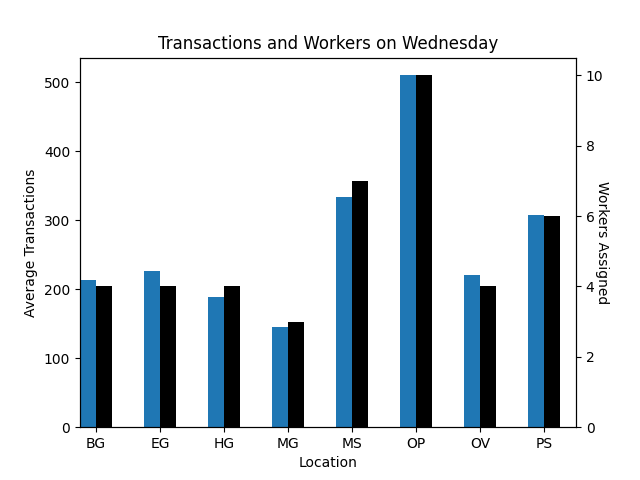 Transactions and Workers on Wednesday
Average Transactions
500
400
300
200
100
0
10
8
6
4
2
0
Workers Assigned
BG EG HG MG MS OP OV PS
Location